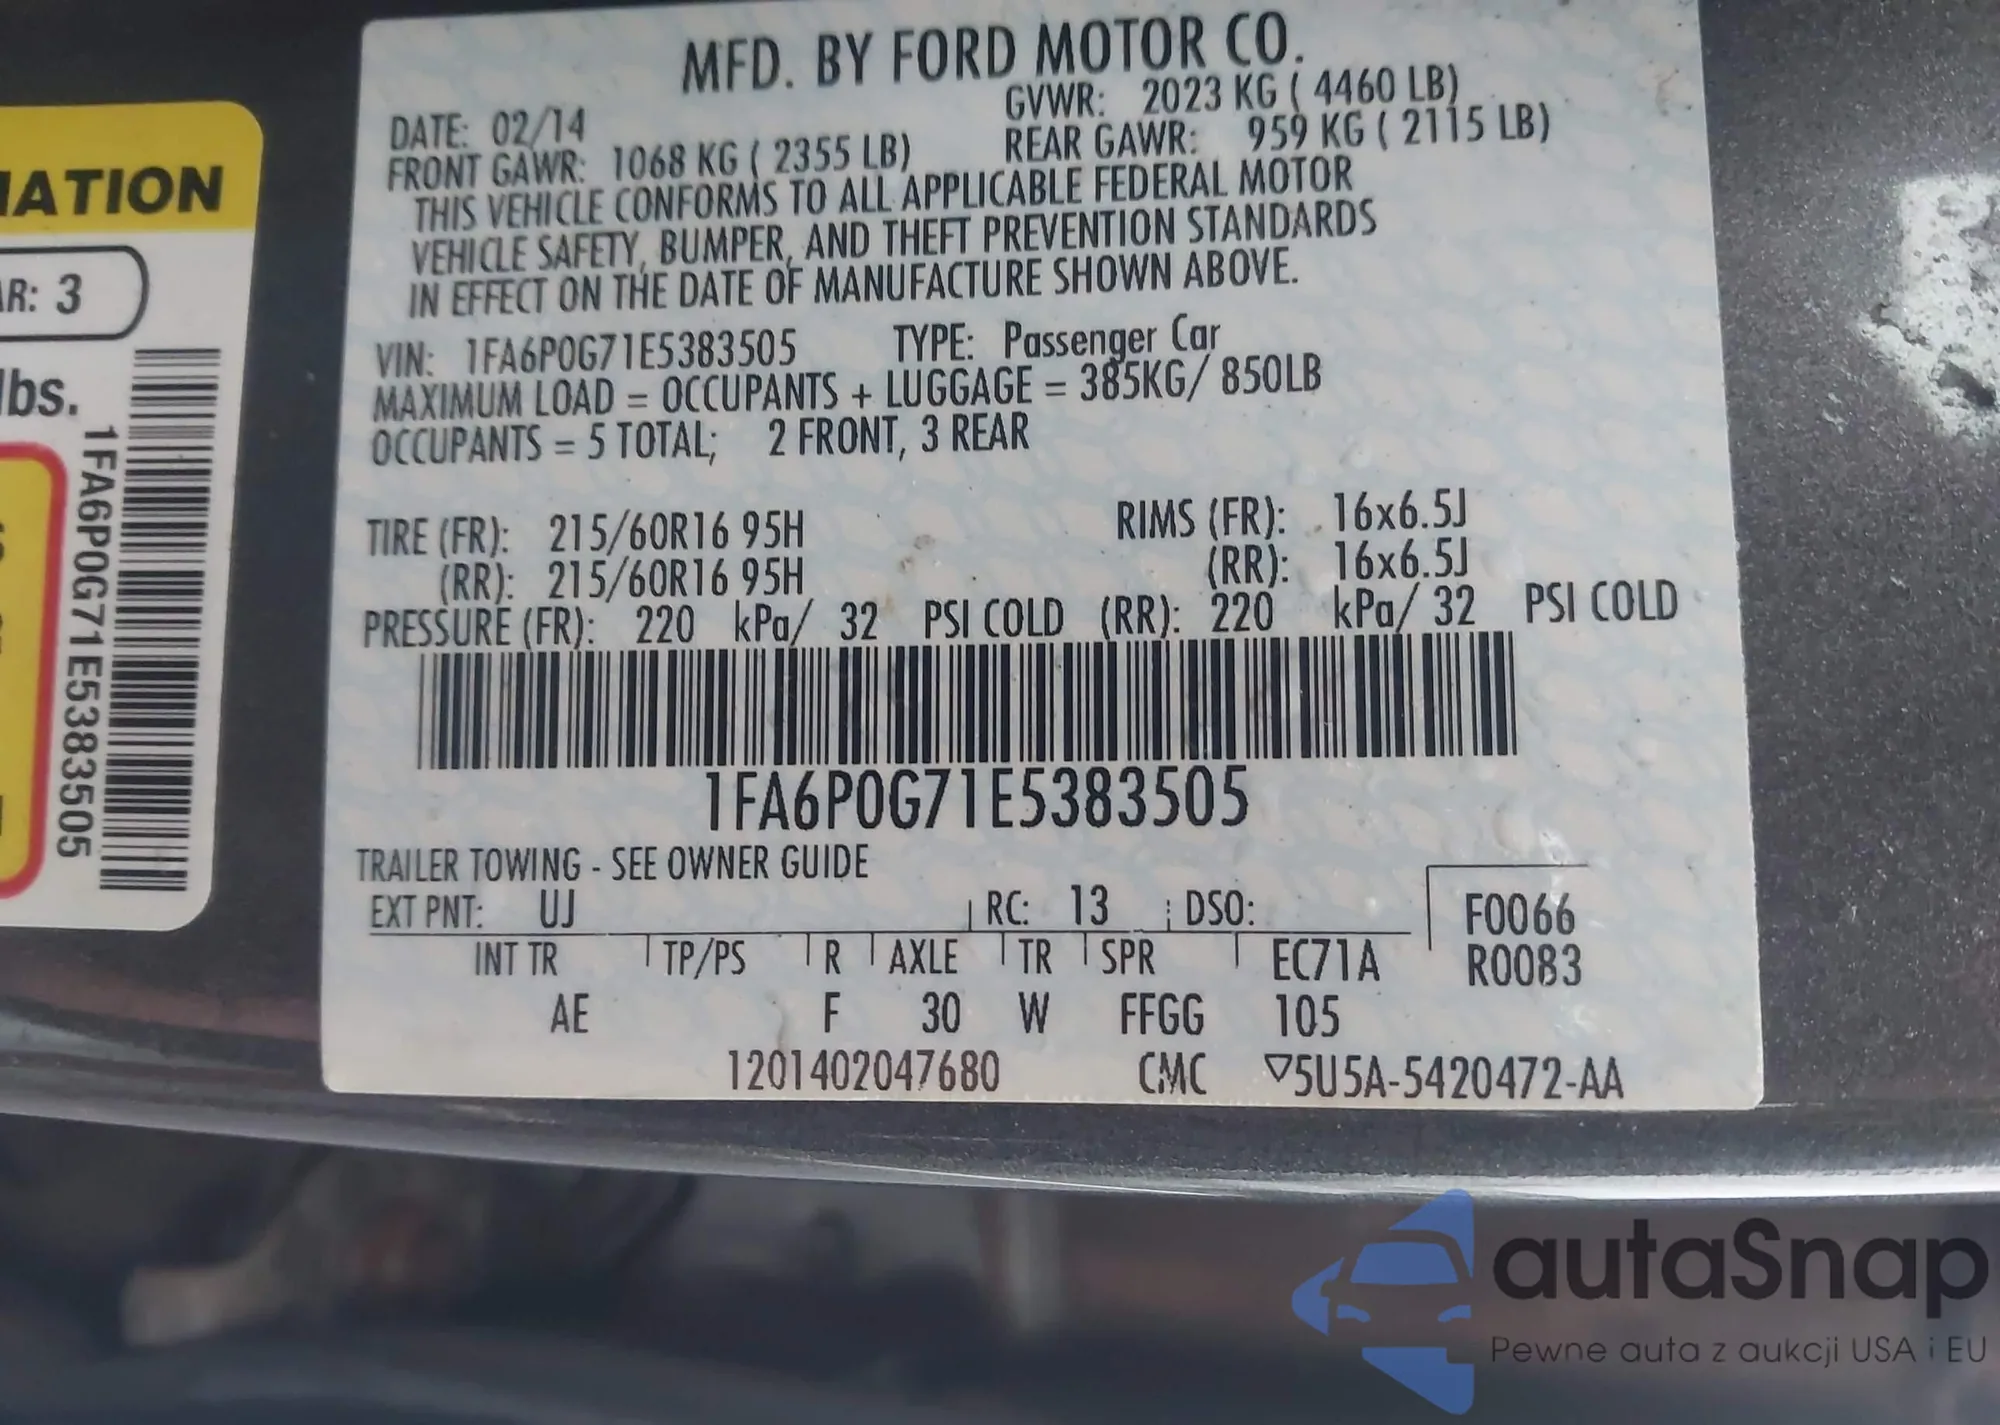 MFD. BY FORD MOTOR CO.
DATE: 02/14 GVWR: 2023 KG ( 4460 LB)
FRONT GAWR: 1068 KG ( 2355 LB) REAR GAWR: 959 KG ( 2115 LB)
THIS VEHICLE CONFORMS TO ALL APPLICABLE FEDERAL MOTOR
VEHICLE SAFETY, BUMPER, AND THEFT PREVENTION STANDARDS
IN EFFECT ON THE DATE OF MANUFACTURE SHOWN ABOVE.
VIN: 1FA6P0G71E5383505 TYPE: Passenger Car
MAXIMUM LOAD = OCCUPANTS + LUGGAGE = 385KG/ 850LB
OCCUPANTS = 5 TOTAL; 2 FRONT, 3 REAR
TIRE (FR): 215/60R16 95H RIMS (FR): 16x6.5J
(RR): 215/60R16 95H (RR): 16x6.5J
PRESSURE (FR): 220 kPa/ 32 PSI COLD (RR): 220 kPa/ 32 PSI COLD
1FA6P0G71E5383505
TRAILER TOWING - SEE OWNER GUIDE
EXT PNT: UJ RC: 13 DSO: F0066
INT TR TP/PS R AXLE TR SPR EC71A R0083
AE F 30 W FFGG 105
1201402047680 CMC ▽5U5A-5420472-AA
AR: 3
lbs.
1FA6P0G71E5383505
autaSnap
Pewne auta z aukcji USA i EU